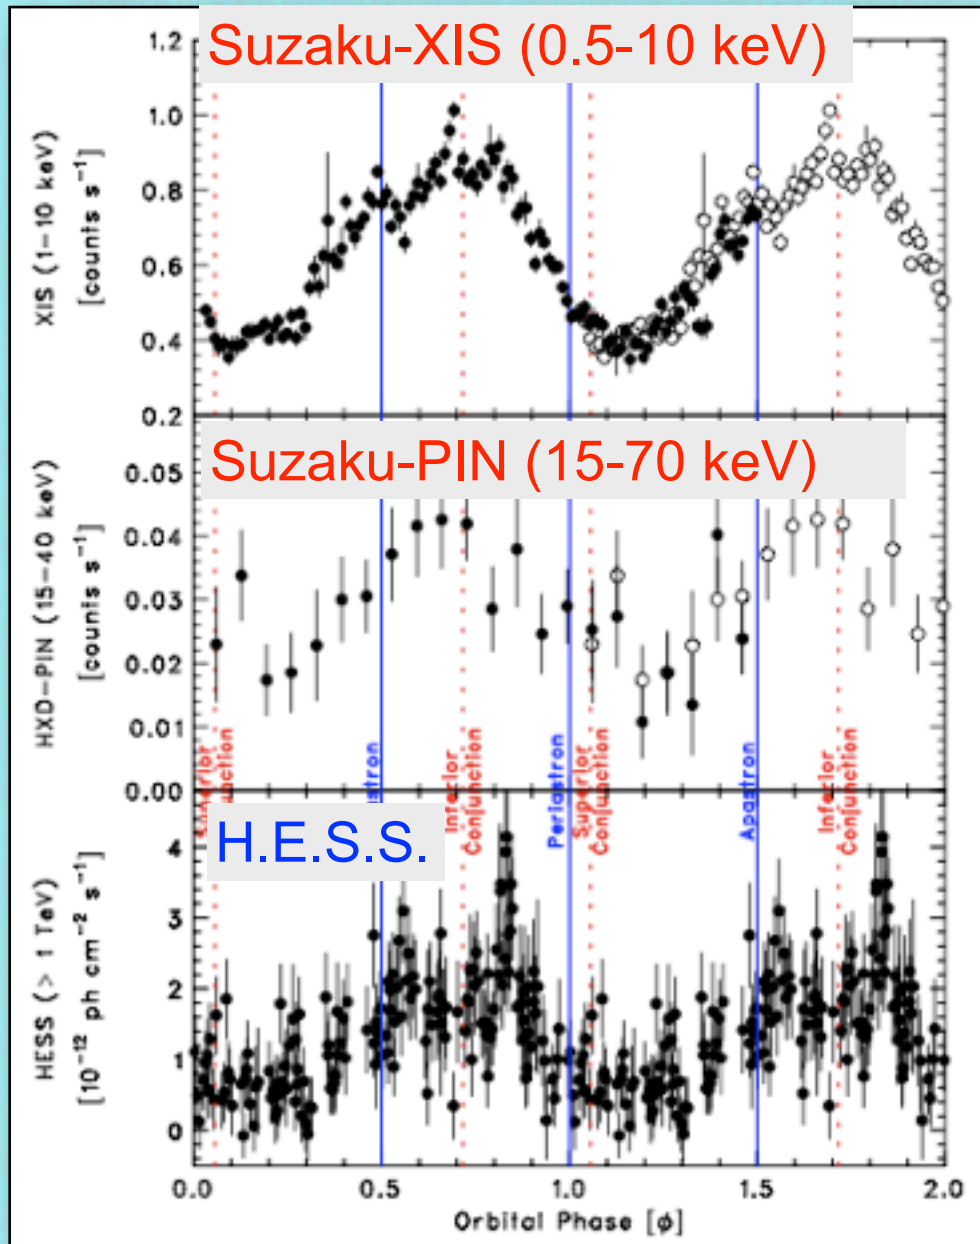 Suzaku-XIS (0.5-10 keV)
1.2
1.0
0.8
0.6
0.4
0.2
XIS (1-10 keV)
[counts s⁻¹]
Suzaku-PIN (15-70 keV)
0.05
0.04
0.03
0.02
0.01
0.00
HXD-PIN (15-40 keV)
[counts s⁻¹]
Inferior
Conjunction
Periastron
Superior
Conjunction
Apastron
Inferior
Conjunction
H.E.S.S.
4
3
2
1
0
HESS (> 1 TeV)
[10⁻¹² ph cm⁻² s⁻¹]
0.0 0.5 1.0 1.5 2.0
Orbital Phase [ϕ]